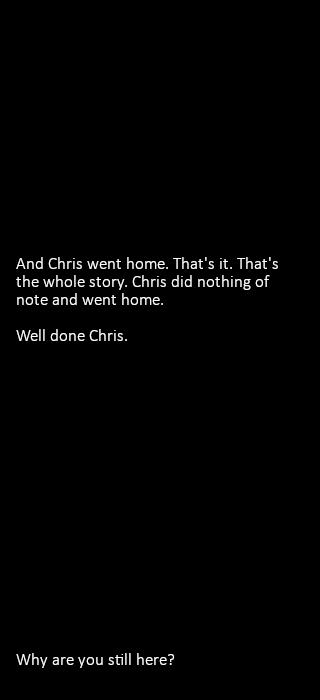 And Chris went home. That's it. That's
the whole story. Chris did nothing of
note and went home.
Well done Chris.
Why are you still here?